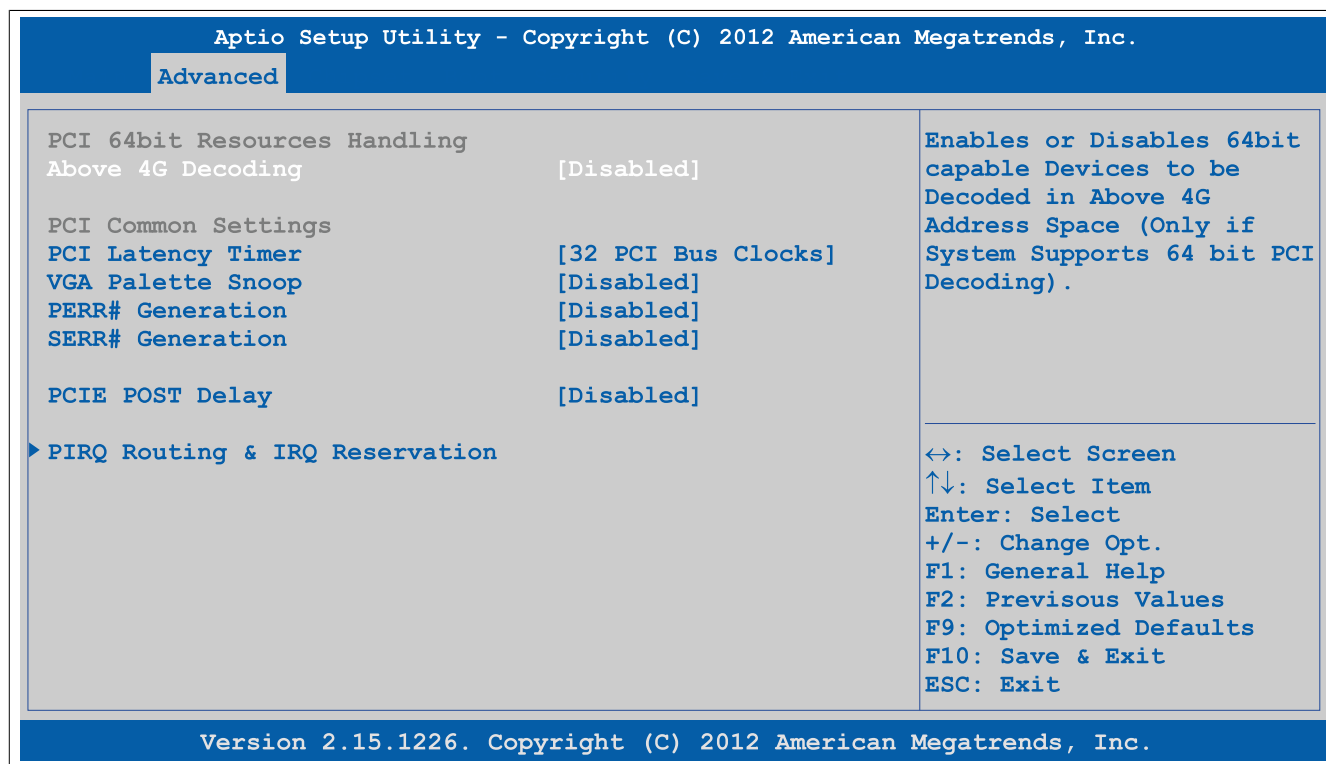 Aptio Setup Utility - Copyright (C) 2012 American Megatrends, Inc.
Advanced
PCI 64bit Resources Handling
Above 4G Decoding [Disabled]
PCI Common Settings
PCI Latency Timer [32 PCI Bus Clocks]
VGA Palette Snoop [Disabled]
PERR# Generation [Disabled]
SERR# Generation [Disabled]
PCIE POST Delay [Disabled]
PIRQ Routing & IRQ Reservation
Enables or Disables 64bit
capable Devices to be
Decoded in Above 4G
Address Space (Only if
System Supports 64 bit PCI
Decoding).
↔: Select Screen
↑↓: Select Item
Enter: Select
+/-: Change Opt.
F1: General Help
F2: Previsous Values
F9: Optimized Defaults
F10: Save & Exit
ESC: Exit
Version 2.15.1226. Copyright (C) 2012 American Megatrends, Inc.